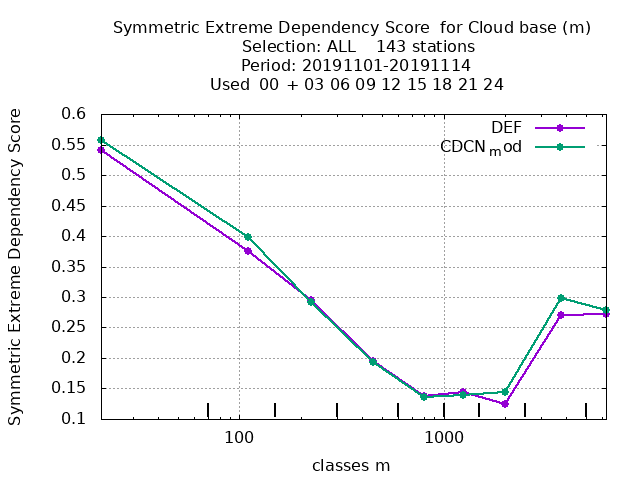 Symmetric Extreme Dependency Score  for Cloud base (m)
Selection: ALL    143 stations
Period: 20191101-20191114
Used  00 + 03 06 09 12 15 18 21 24
Symmetric Extreme Dependency Score
0.6
0.55
0.5
0.45
0.4
0.35
0.3
0.25
0.2
0.15
0.1
DEF
CDCNmod
100
1000
classes m